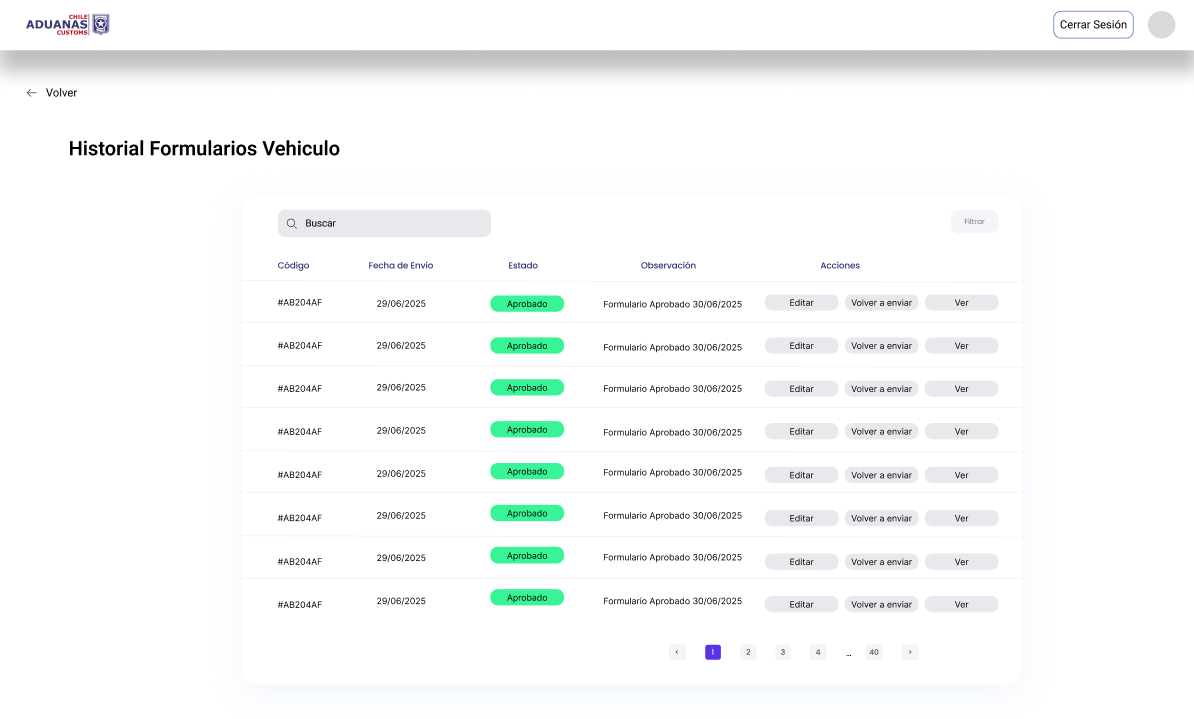 CHILE
ADUANAS
CUSTOMS
Cerrar Sesión
Volver
Historial Formularios Vehiculo
Buscar
Filtrar
Código Fecha de Envio Estado Observación Acciones
#AB204AF 29/06/2025 Aprobado Formulario Aprobado 30/06/2025 Editar Volver a enviar Ver
#AB204AF 29/06/2025 Aprobado Formulario Aprobado 30/06/2025 Editar Volver a enviar Ver
#AB204AF 29/06/2025 Aprobado Formulario Aprobado 30/06/2025 Editar Volver a enviar Ver
#AB204AF 29/06/2025 Aprobado Formulario Aprobado 30/06/2025 Editar Volver a enviar Ver
#AB204AF 29/06/2025 Aprobado Formulario Aprobado 30/06/2025 Editar Volver a enviar Ver
#AB204AF 29/06/2025 Aprobado Formulario Aprobado 30/06/2025 Editar Volver a enviar Ver
#AB204AF 29/06/2025 Aprobado Formulario Aprobado 30/06/2025 Editar Volver a enviar Ver
#AB204AF 29/06/2025 Aprobado Formulario Aprobado 30/06/2025 Editar Volver a enviar Ver
< 1 2 3 4 ... 40 >